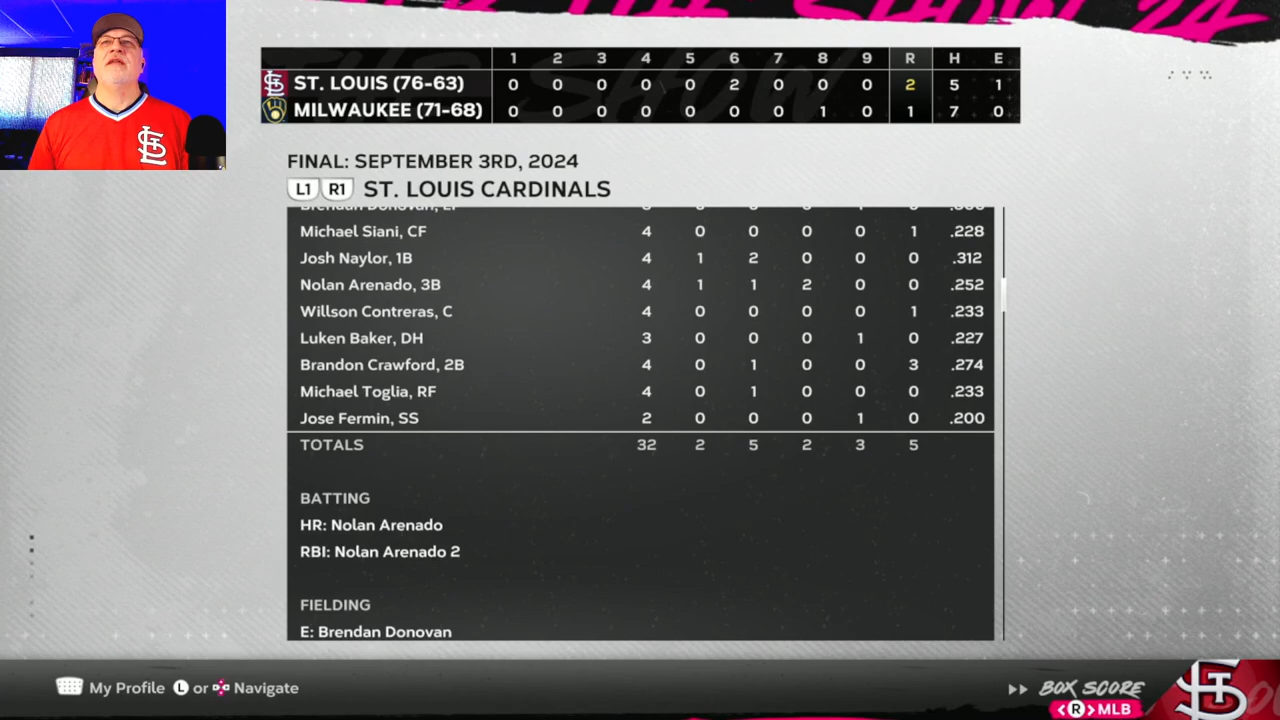 THE SHOW 24
1 2 3 4 5 6 7 8 9 R H E
ST. LOUIS (76-63) 0 0 0 0 0 2 0 0 0 2 5 1
MILWAUKEE (71-68) 0 0 0 0 0 0 0 1 0 1 7 0
FINAL: SEPTEMBER 3RD, 2024
L1 R1 ST. LOUIS CARDINALS
Brendan Donovan, LF
Michael Siani, CF 4 0 0 0 0 1 .228
Josh Naylor, 1B 4 1 2 0 0 0 .312
Nolan Arenado, 3B 4 1 1 2 0 0 .252
Willson Contreras, C 4 0 0 0 0 1 .233
Luken Baker, DH 3 0 0 0 1 0 .227
Brandon Crawford, 2B 4 0 1 0 0 3 .274
Michael Toglia, RF 4 0 1 0 0 0 .233
Jose Fermin, SS 2 0 0 0 1 0 .200
TOTALS 32 2 5 2 3 5
BATTING
HR: Nolan Arenado
RBI: Nolan Arenado 2
FIELDING
E: Brendan Donovan
My Profile L or Navigate
BOX SCORE
R MLB